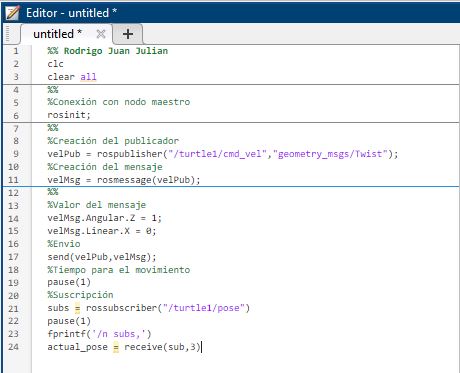 Editor - untitled *
untitled *
1 %% Rodrigo Juan Julian
2 clc
3 clear all
4 %%
5 %Conexión con nodo maestro
6 rosinit;
7 %%
8 %Creación del publicador
9 velPub = rospublisher("/turtle1/cmd_vel","geometry_msgs/Twist");
10 %Creación del mensaje
11 velMsg = rosmessage(velPub);
12 %%
13 %Valor del mensaje
14 velMsg.Angular.Z = 1;
15 velMsg.Linear.X = 0;
16 %Envio
17 send(velPub,velMsg);
18 %Tiempo para el movimiento
19 pause(1)
20 %Suscripción
21 subs = rossubscriber("/turtle1/pose")
22 pause(1)
23 fprintf('/n subs,')
24 actual_pose = receive(sub,3)